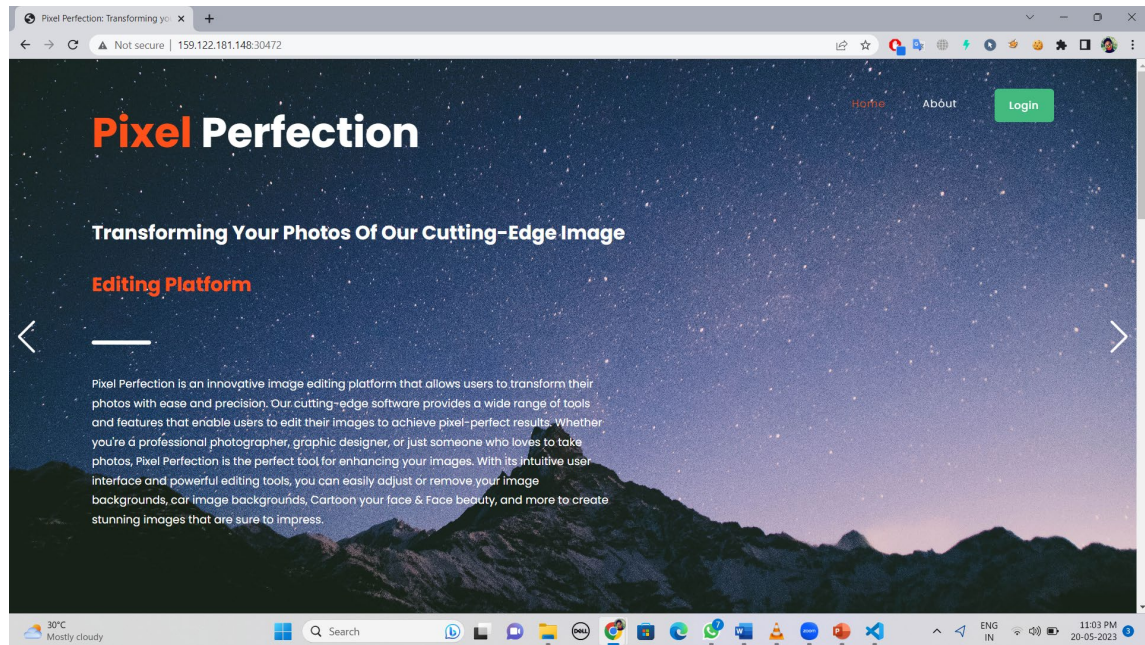 Pixel Perfection: Transforming yo
Not secure | 159.122.181.148:30472
Home About Login
Pixel Perfection
Transforming Your Photos Of Our Cutting-Edge Image
Editing Platform
Pixel Perfection is an innovative image editing platform that allows users to transform their
photos with ease and precision. Our cutting-edge software provides a wide range of tools
and features that enable users to edit their images to achieve pixel-perfect results. Whether
you're a professional photographer, graphic designer, or just someone who loves to take
photos, Pixel Perfection is the perfect tool for enhancing your images. With its intuitive user
interface and powerful editing tools, you can easily adjust or remove your image
backgrounds, car image backgrounds, Cartoon your face & Face beauty, and more to create
stunning images that are sure to impress.
30°C
Mostly cloudy
Search
DELL
zoom
ENG
IN
11:03 PM
20-05-2023
3